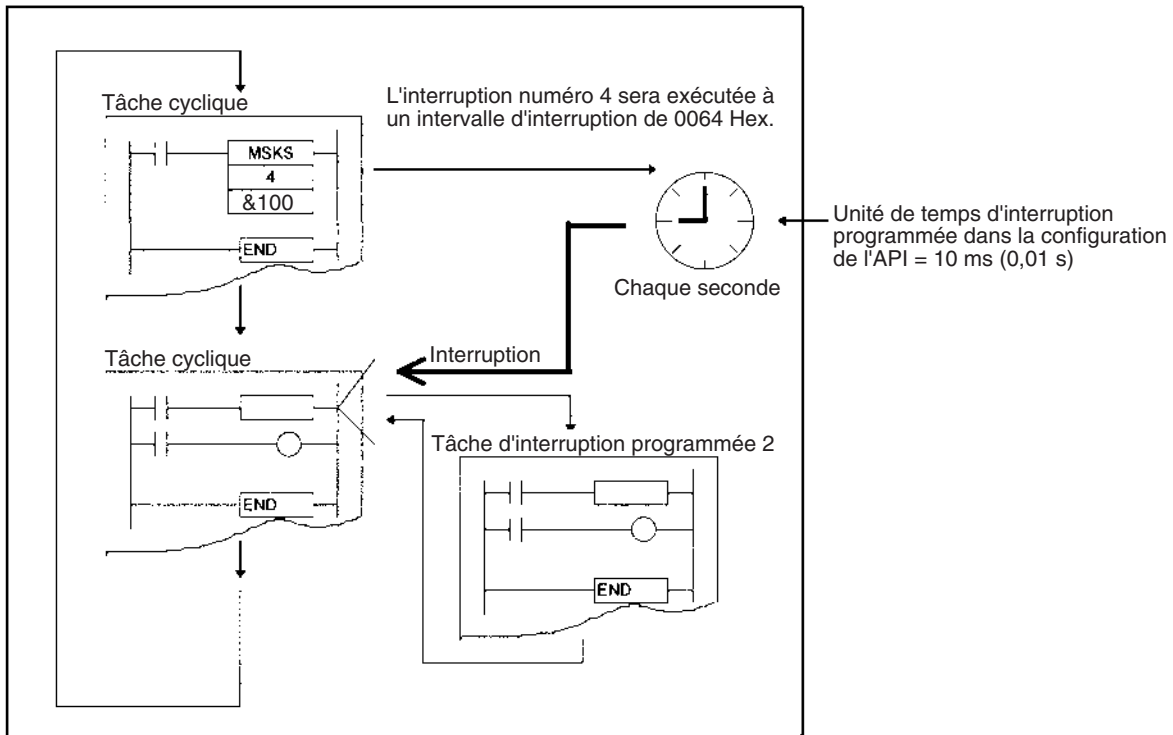 Tâche cyclique
L'interruption numéro 4 sera exécutée à
un intervalle d'interruption de 0064 Hex.
MSKS
4
&100
END
Unité de temps d'interruption
programmée dans la configuration
de l'API = 10 ms (0,01 s)
Chaque seconde
Tâche cyclique
Interruption
END
Tâche d'interruption programmée 2
END